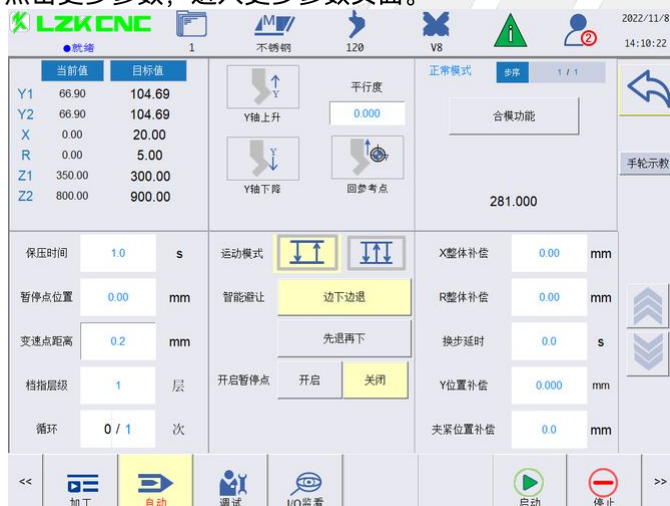 点击更多参数，进入更多参数页面。
LZK CNC 1 不锈钢 120 V8 2 2022/11/8
●就绪 14:10:22
当前值 目标值
Y1 66.90 104.69
Y2 66.90 104.69
X 0.00 20.00
R 0.00 5.00
Z1 350.00 300.00
Z2 800.00 900.00
Y
Y轴上升
平行度
0.000
Y
Y轴下降
回参考点
正常模式 步序 1 / 1
合模功能
281.000
手轮示教
保压时间 1.0 s
暂停点位置 0.00 mm
变速点距离 0.2 mm
档指层级 1 层
循环 0 / 1 次
运动模式
智能避让 边下边退
先退再下
开启暂停点 开启 关闭
X整体补偿 0.00 mm
R整体补偿 0.00 mm
换步延时 0.0 s
Y位置补偿 0.000 mm
夹紧位置补偿 0.0 mm
<< 加工 自动 调试 I/O监看 启动 停止 >>